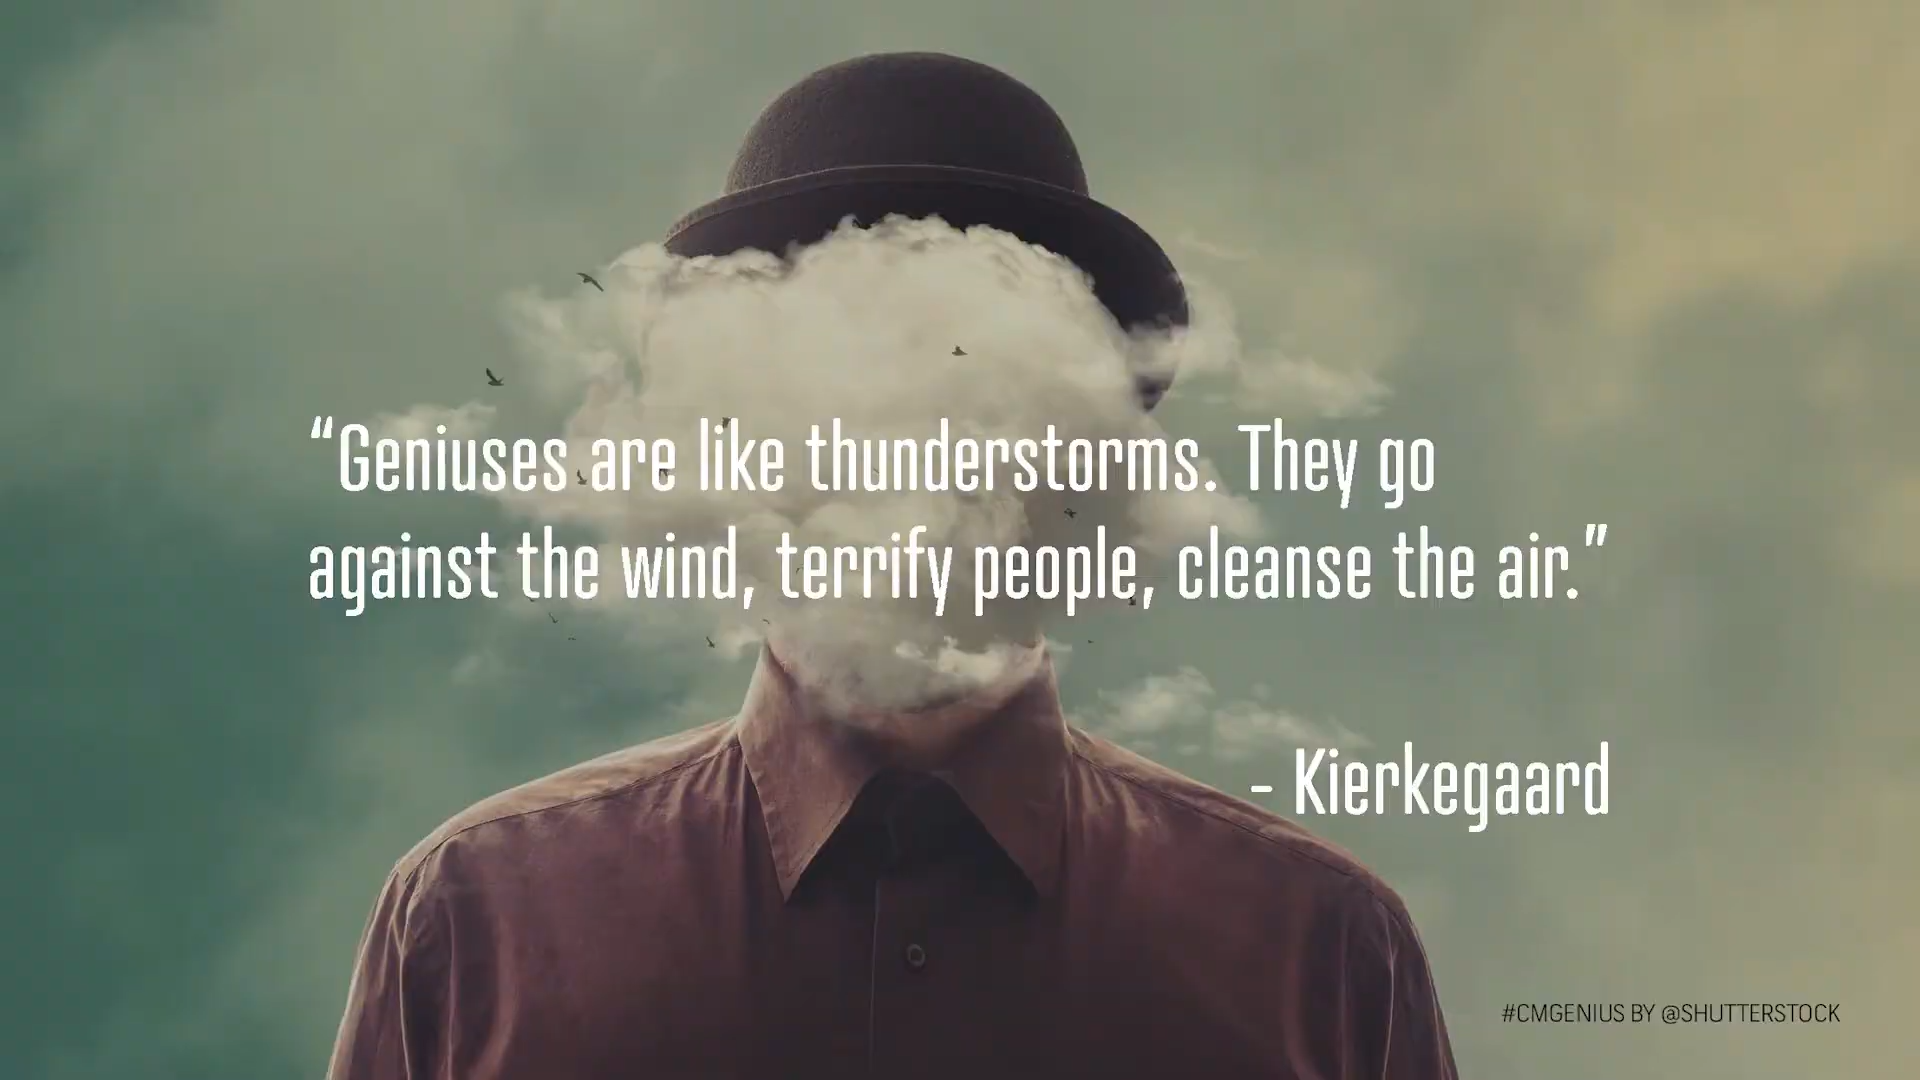 “Geniuses are like thunderstorms. They go
against the wind, terrify people, cleanse the air.”
- Kierkegaard
#CMGENIUS BY @SHUTTERSTOCK